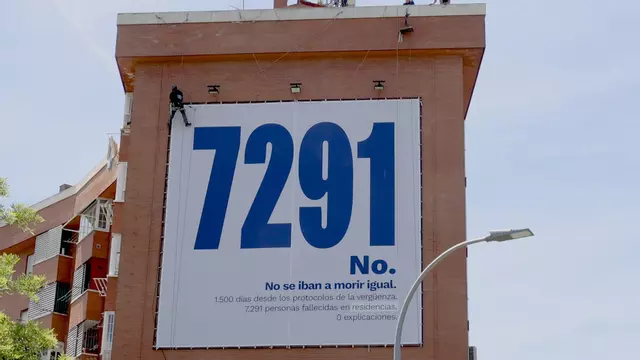 7291
No.
No se iban a morir igual.
1.500 días desde los protocolos de la vergüenza.
7.291 personas fallecidas en residencias.
0 explicaciones.